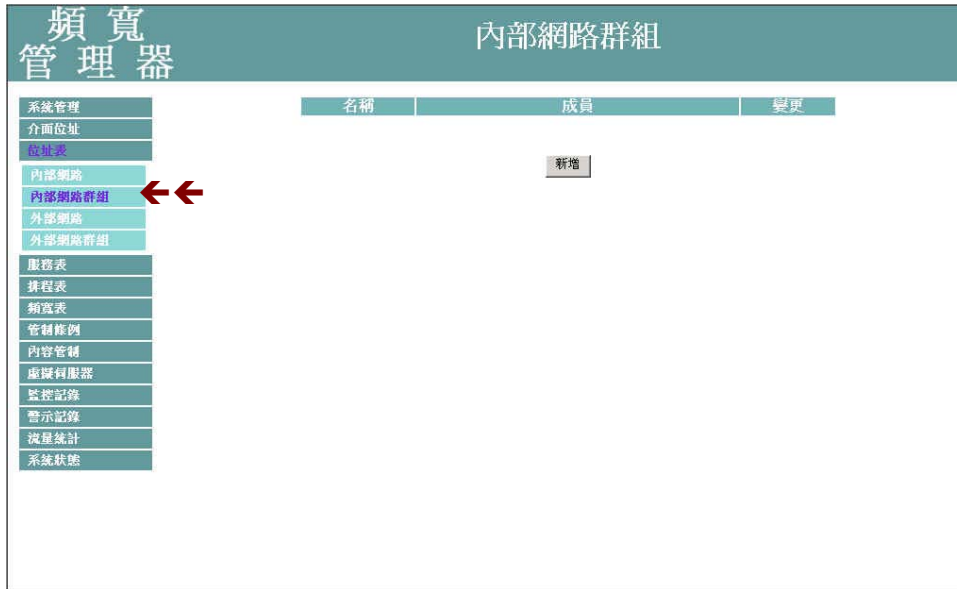 頻 寬
管 理 器
內部網路群組
系統管理
介面位址
位址表
內部網路
內部網路群組
外部網路
外部網路群組
服務表
排程表
頻寬表
管制條例
內容管制
虛擬伺服器
監控記錄
警示記錄
流量統計
系統狀態
名稱 成員 變更
新增